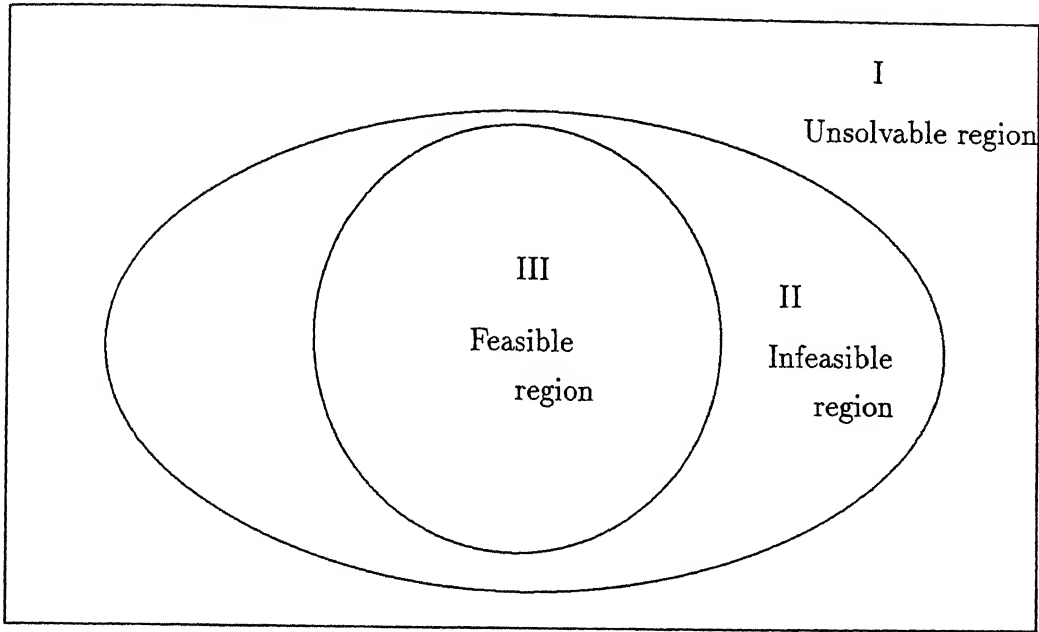 I
Unsolvable region
III
Feasible
region
II
Infeasible
region